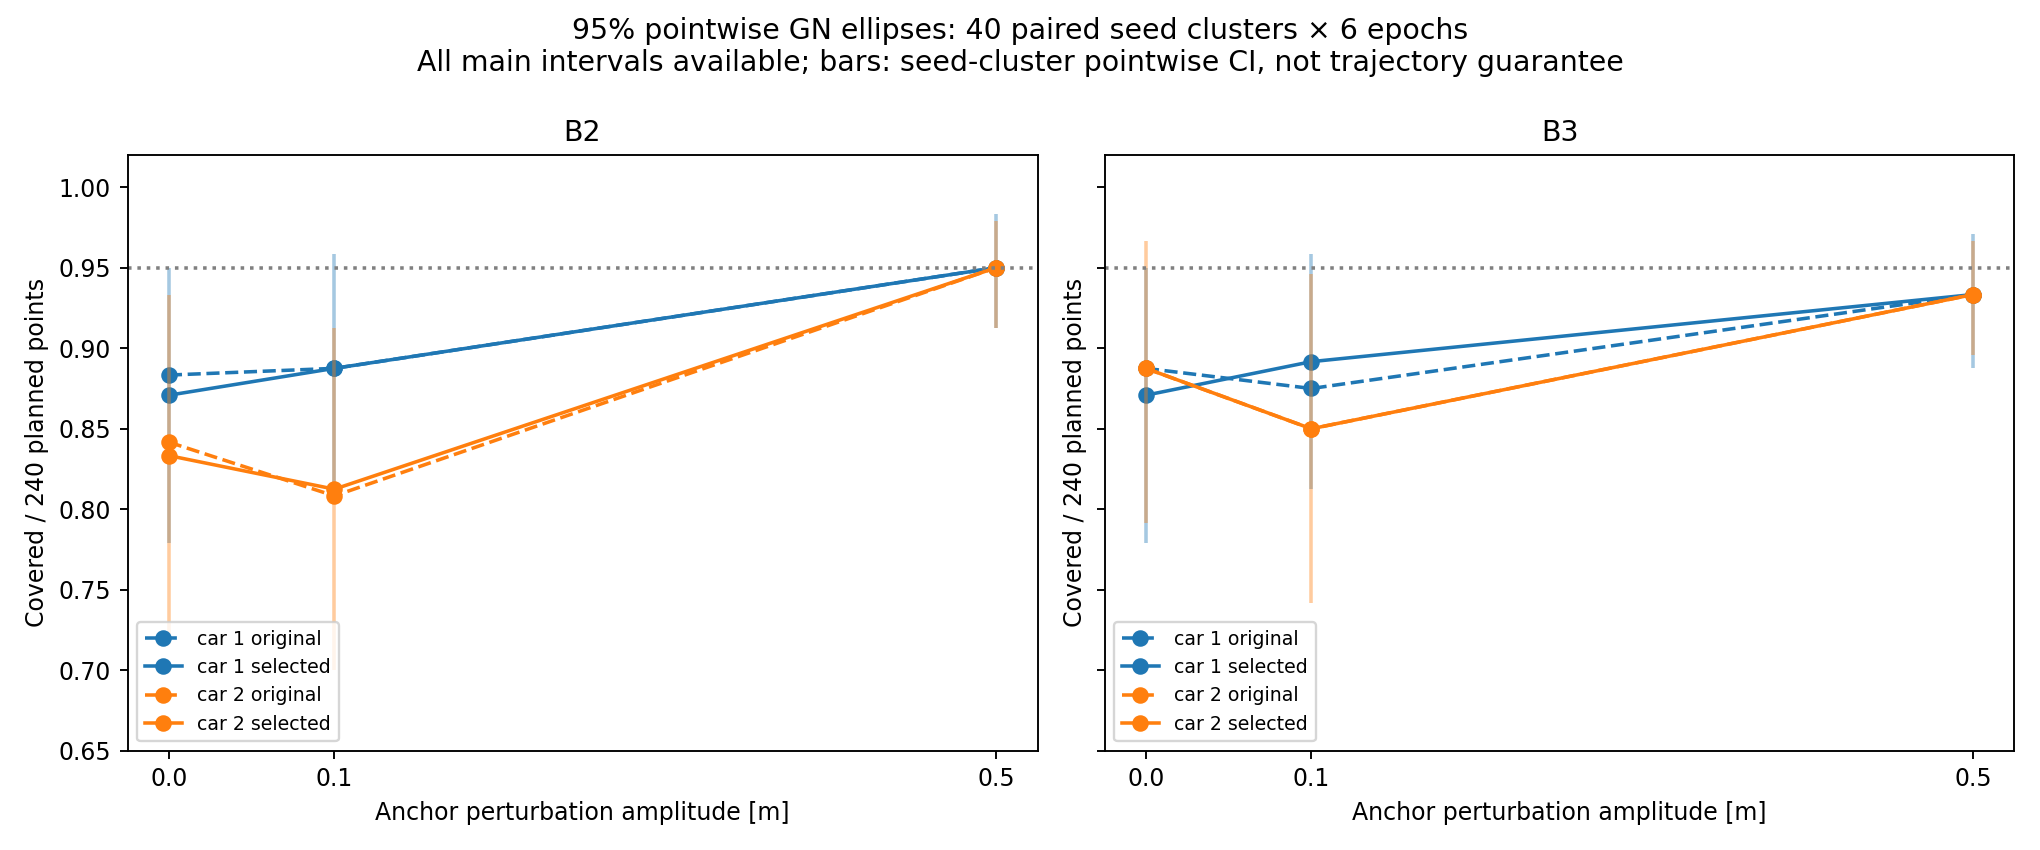 95% pointwise GN ellipses: 40 paired seed clusters × 6 epochs
All main intervals available; bars: seed-cluster pointwise CI, not trajectory guarantee
B2
Covered / 240 planned points
1.00
0.95
0.90
0.85
0.80
0.75
0.70
0.65
car 1 original
car 1 selected
car 2 original
car 2 selected
0.0
0.1
0.5
Anchor perturbation amplitude [m]
B3
Covered / 240 planned points
car 1 original
car 1 selected
car 2 original
car 2 selected
0.0
0.1
0.5
Anchor perturbation amplitude [m]